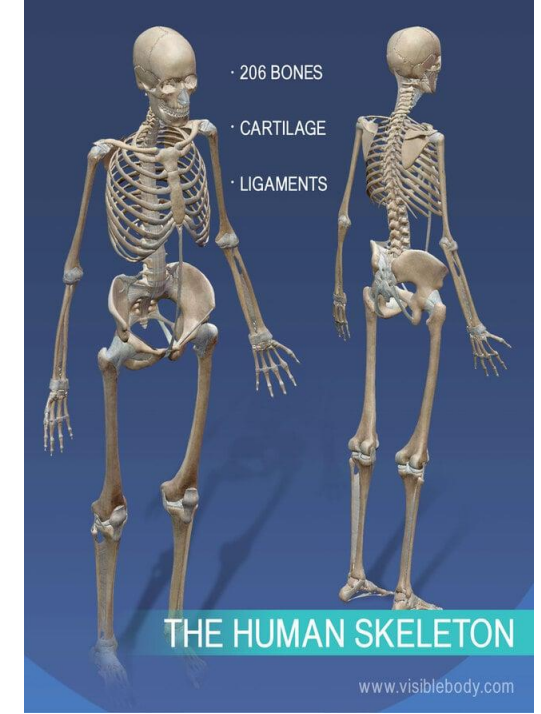 · 206 BONES
· CARTILAGE
· LIGAMENTS
THE HUMAN SKELETON
www.visiblebody.com